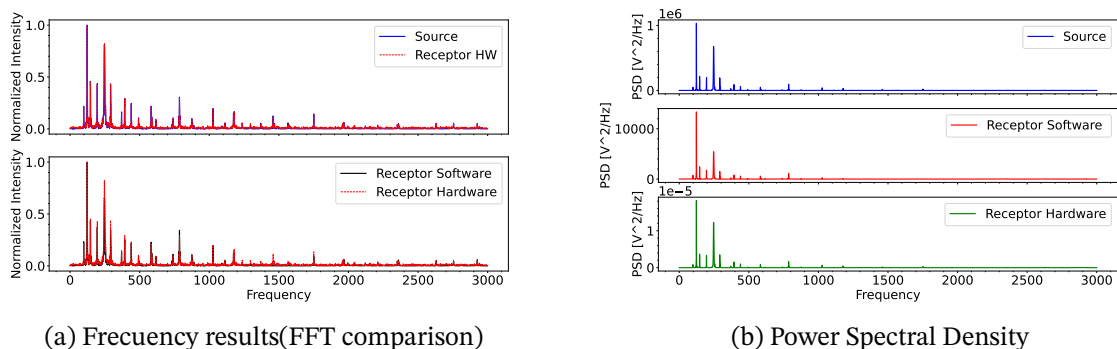 1.0
0.5
0.0
Normalized Intensity
Source
Receptor HW
1.0
0.5
0.0
Normalized Intensity
Receptor Software
Receptor Hardware
0 500 1000 1500 2000 2500 3000
Frequency
(a) Frecuency results(FFT comparison)
1e6
1
0
PSD [V^2/Hz]
Source
10000
0
PSD [V^2/Hz]
Receptor Software
1e-5
1
0
PSD [V^2/Hz]
Receptor Hardware
0 500 1000 1500 2000 2500 3000
Frequency
(b) Power Spectral Density